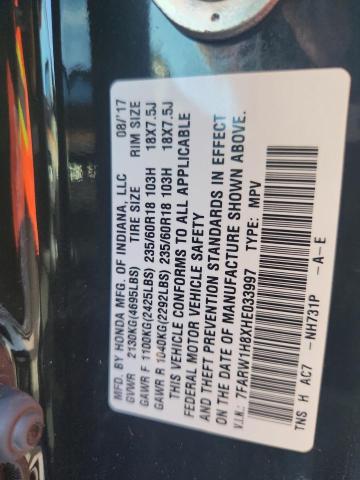 MFD. BY HONDA MFG. OF INDIANA, LLC 08/'17
GVWR 2130KG(4695LBS) TIRE SIZE RIM SIZE
GAWR F 1100KG(2425LBS) 235/60R18 103H 18X7.5J
GAWR R 1040KG(2292LBS) 235/60R18 103H 18X7.5J
THIS VEHICLE CONFORMS TO ALL APPLICABLE
FEDERAL MOTOR VEHICLE SAFETY
AND THEFT PREVENTION STANDARDS IN EFFECT
ON THE DATE OF MANUFACTURE SHOWN ABOVE.
V.I.N.: 7FARW1H8XHE033997 TYPE: MPV
TNS H AC7 -NH731P -A-E